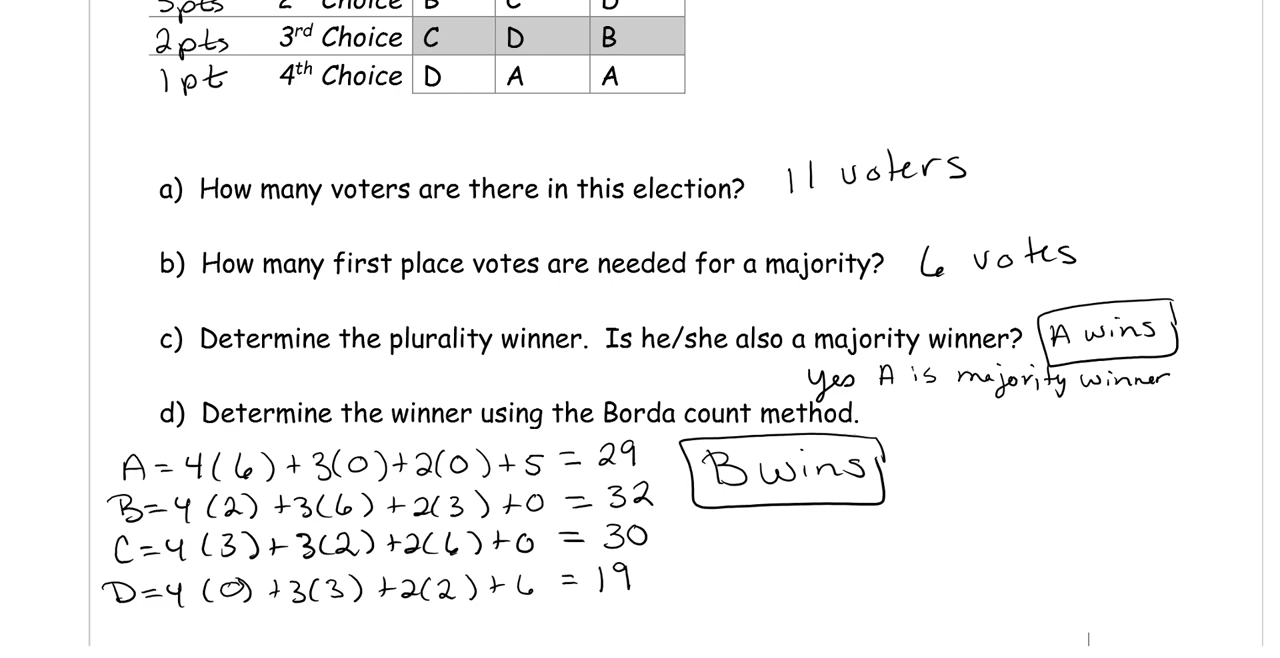 3pts 2 Choice B C D
2pts 3rd Choice C D B
1pt 4th Choice D A A
a) How many voters are there in this election? 11 voters
b) How many first place votes are needed for a majority? 6 votes
c) Determine the plurality winner. Is he/she also a majority winner? A wins
yes A is majority winner
d) Determine the winner using the Borda count method.
A=4(6)+3(0)+2(0)+5 = 29 B wins
B=4(2)+3(6)+2(3)+0 = 32
C=4(3)+3(2)+2(6)+0 = 30
D=4(0)+3(3)+2(2)+6 = 19